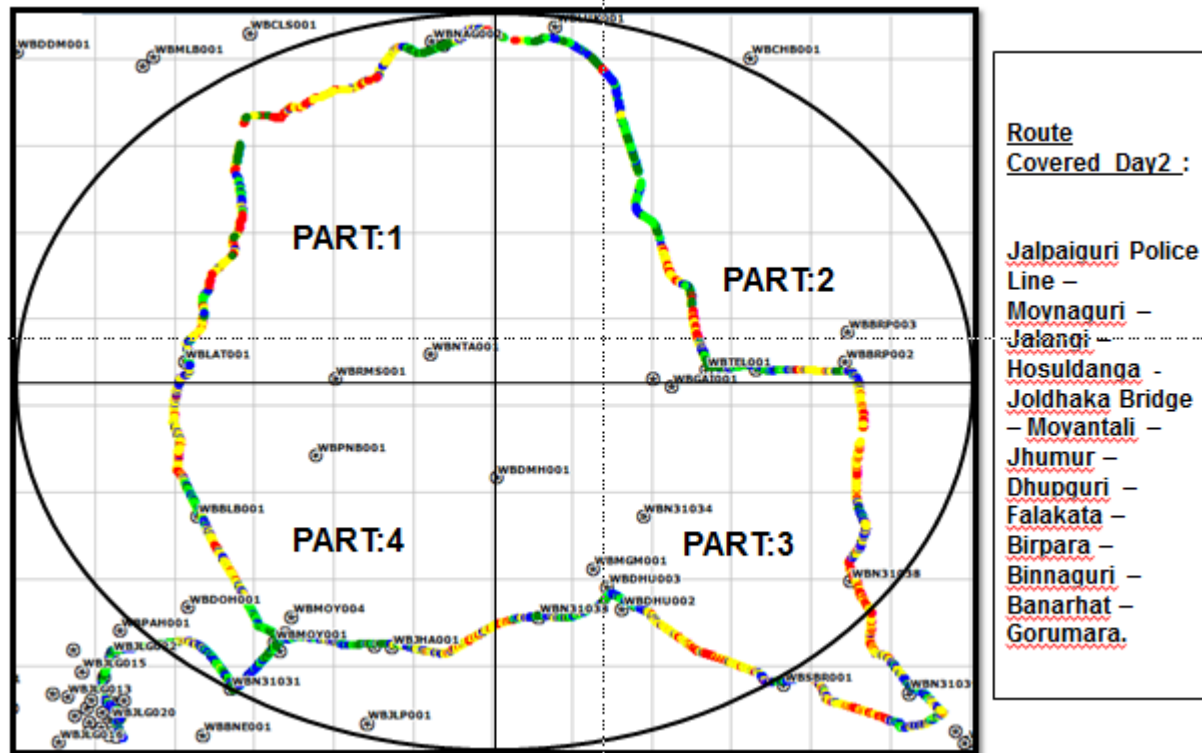 WBCLS001
WBDDM001
WBMLB001
WBNAG002
WBCHB001
PART:1
PART:2
WBBRP003
WBNTA001
WBLAT001
WBBRP002
WBTEL001
WBRMS001
WBGAI001
WBPNB001
WBDMH001
WBBLB001
WBN31034
PART:4
PART:3
WBMGM001
WBDHU003
WBN31038
WBDOH001
WBDHU002
WBMOY004
WBPAH001
WBMOY001
WBJHA001
WBJLG015
WBN31031
WBSBR001
WBJLG013
WBJLG020
WBBNE001
WBJLP001
WBJLG016
Route
Covered Day2 :
Jalpaiguri Police
Line –
Moynaguri –
Jalangi –
Hosuldanga -
Joldhaka Bridge
– Moyantali –
Jhumur –
Dhupguri –
Falakata –
Birpara –
Binnaguri –
Banarhat –
Gorumara.